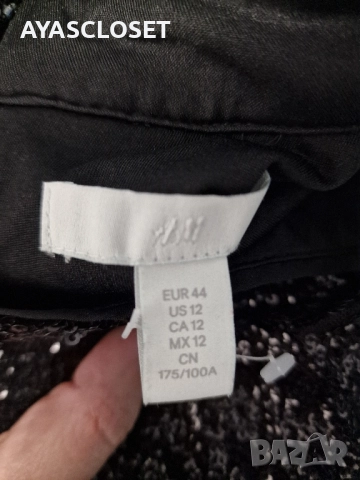 AYASCLOSET
H&M
EUR 44
US 12
CA 12
MX 12
CN
175/100A
BAZAR